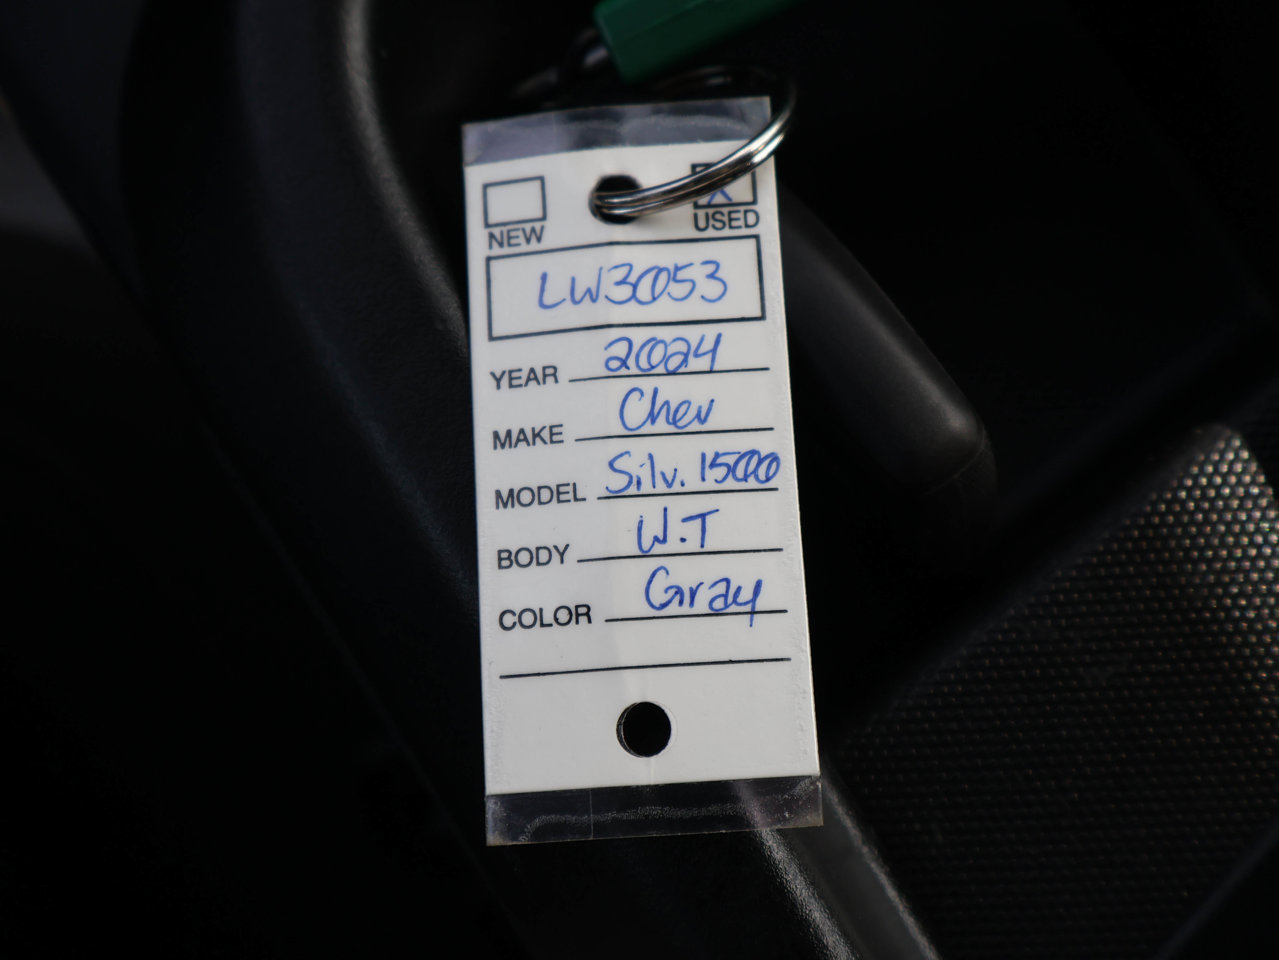 NEW
X USED
LW3053
YEAR 2024
MAKE Chev
MODEL Silv. 1500
BODY W.T
COLOR Gray